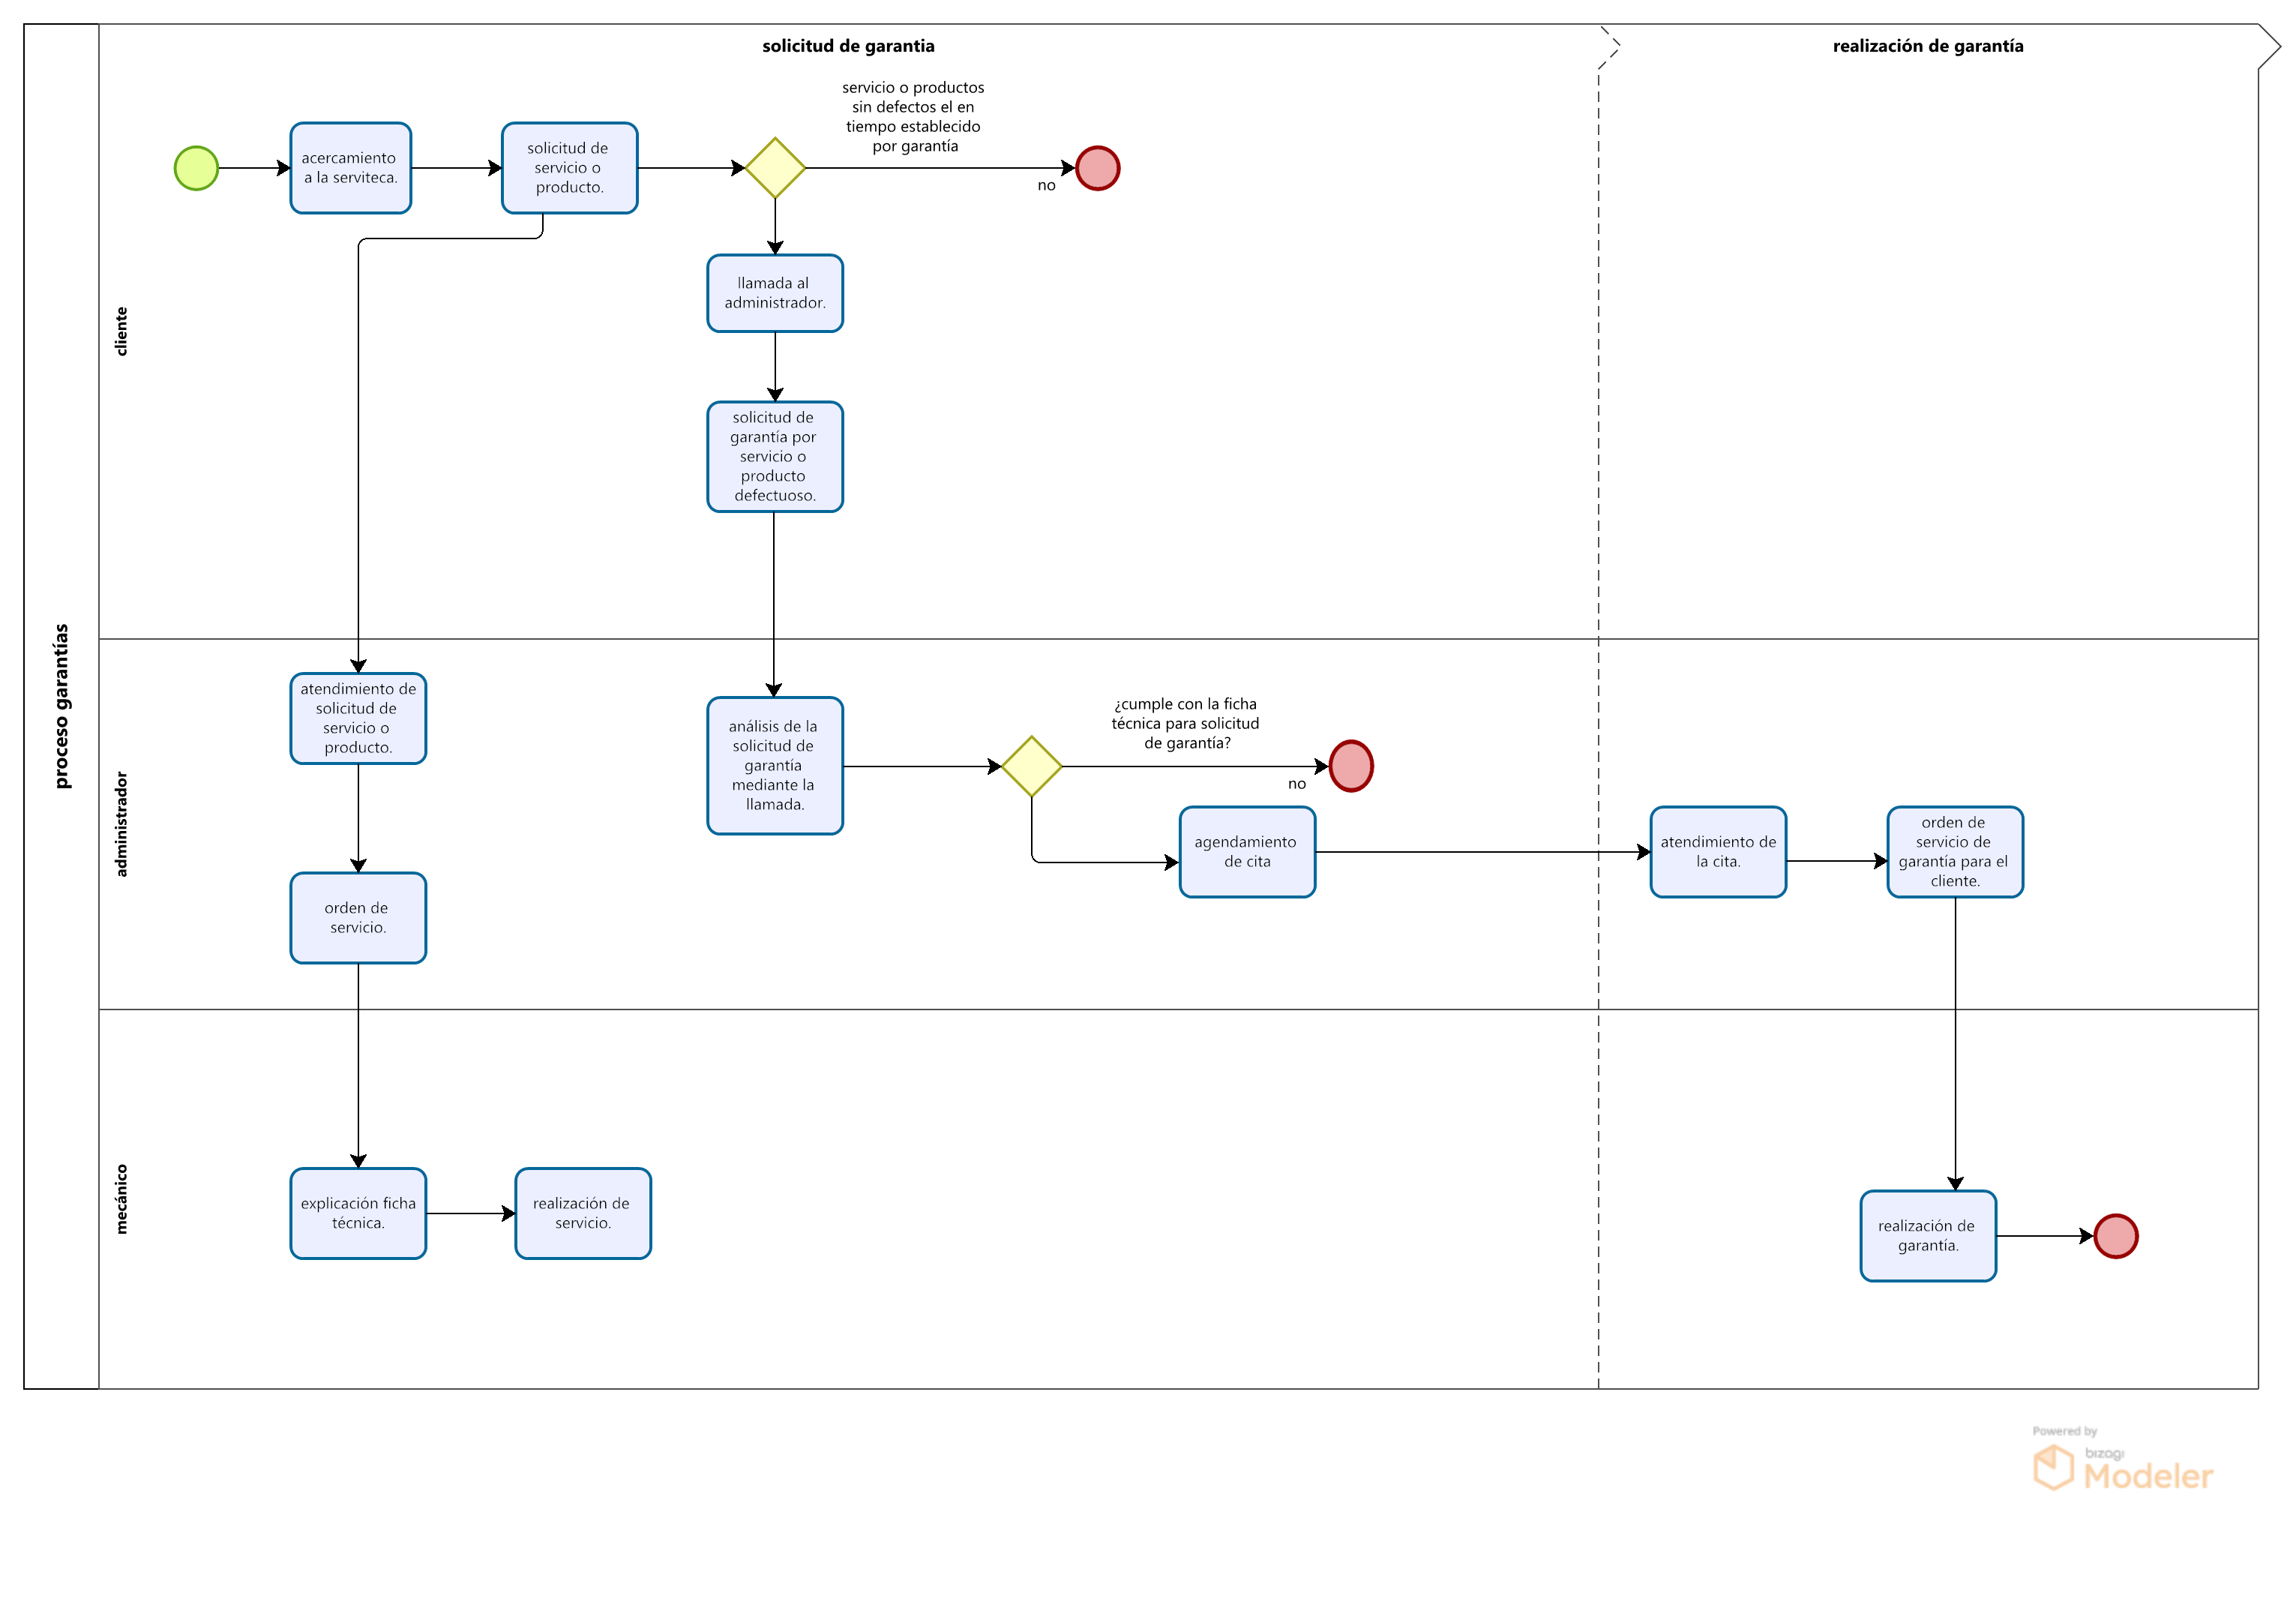 proceso garantías
solicitud de garantia
realización de garantía
cliente
servicio o productos
sin defectos el en
tiempo establecido
por garantía
acercamiento
a la serviteca.
solicitud de
servicio o
producto.
no
llamada al
administrador.
solicitud de
garantía por
servicio o
producto
defectuoso.
administrador
atendimiento de
solicitud de
servicio o
producto.
análisis de la
solicitud de
garantía
mediante la
llamada.
¿cumple con la ficha
técnica para solicitud
de garantía?
no
agendamiento
de cita
atendimiento de
la cita.
orden de
servicio de
garantía para el
cliente.
orden de
servicio.
mecánico
explicación ficha
técnica.
realización de
servicio.
realización de
garantía.
Powered by
bizagi
Modeler